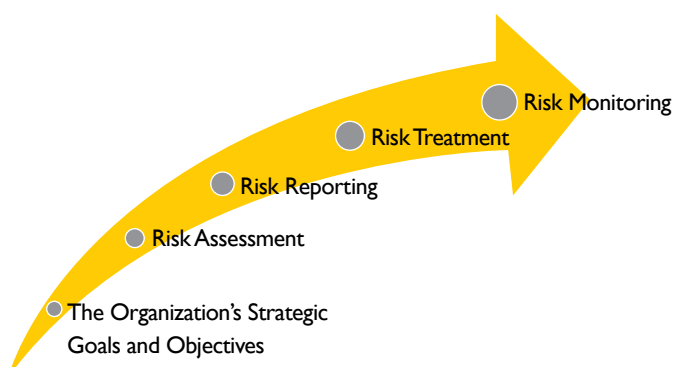 Risk Monitoring
Risk Treatment
Risk Reporting
Risk Assessment
The Organization's Strategic
Goals and Objectives